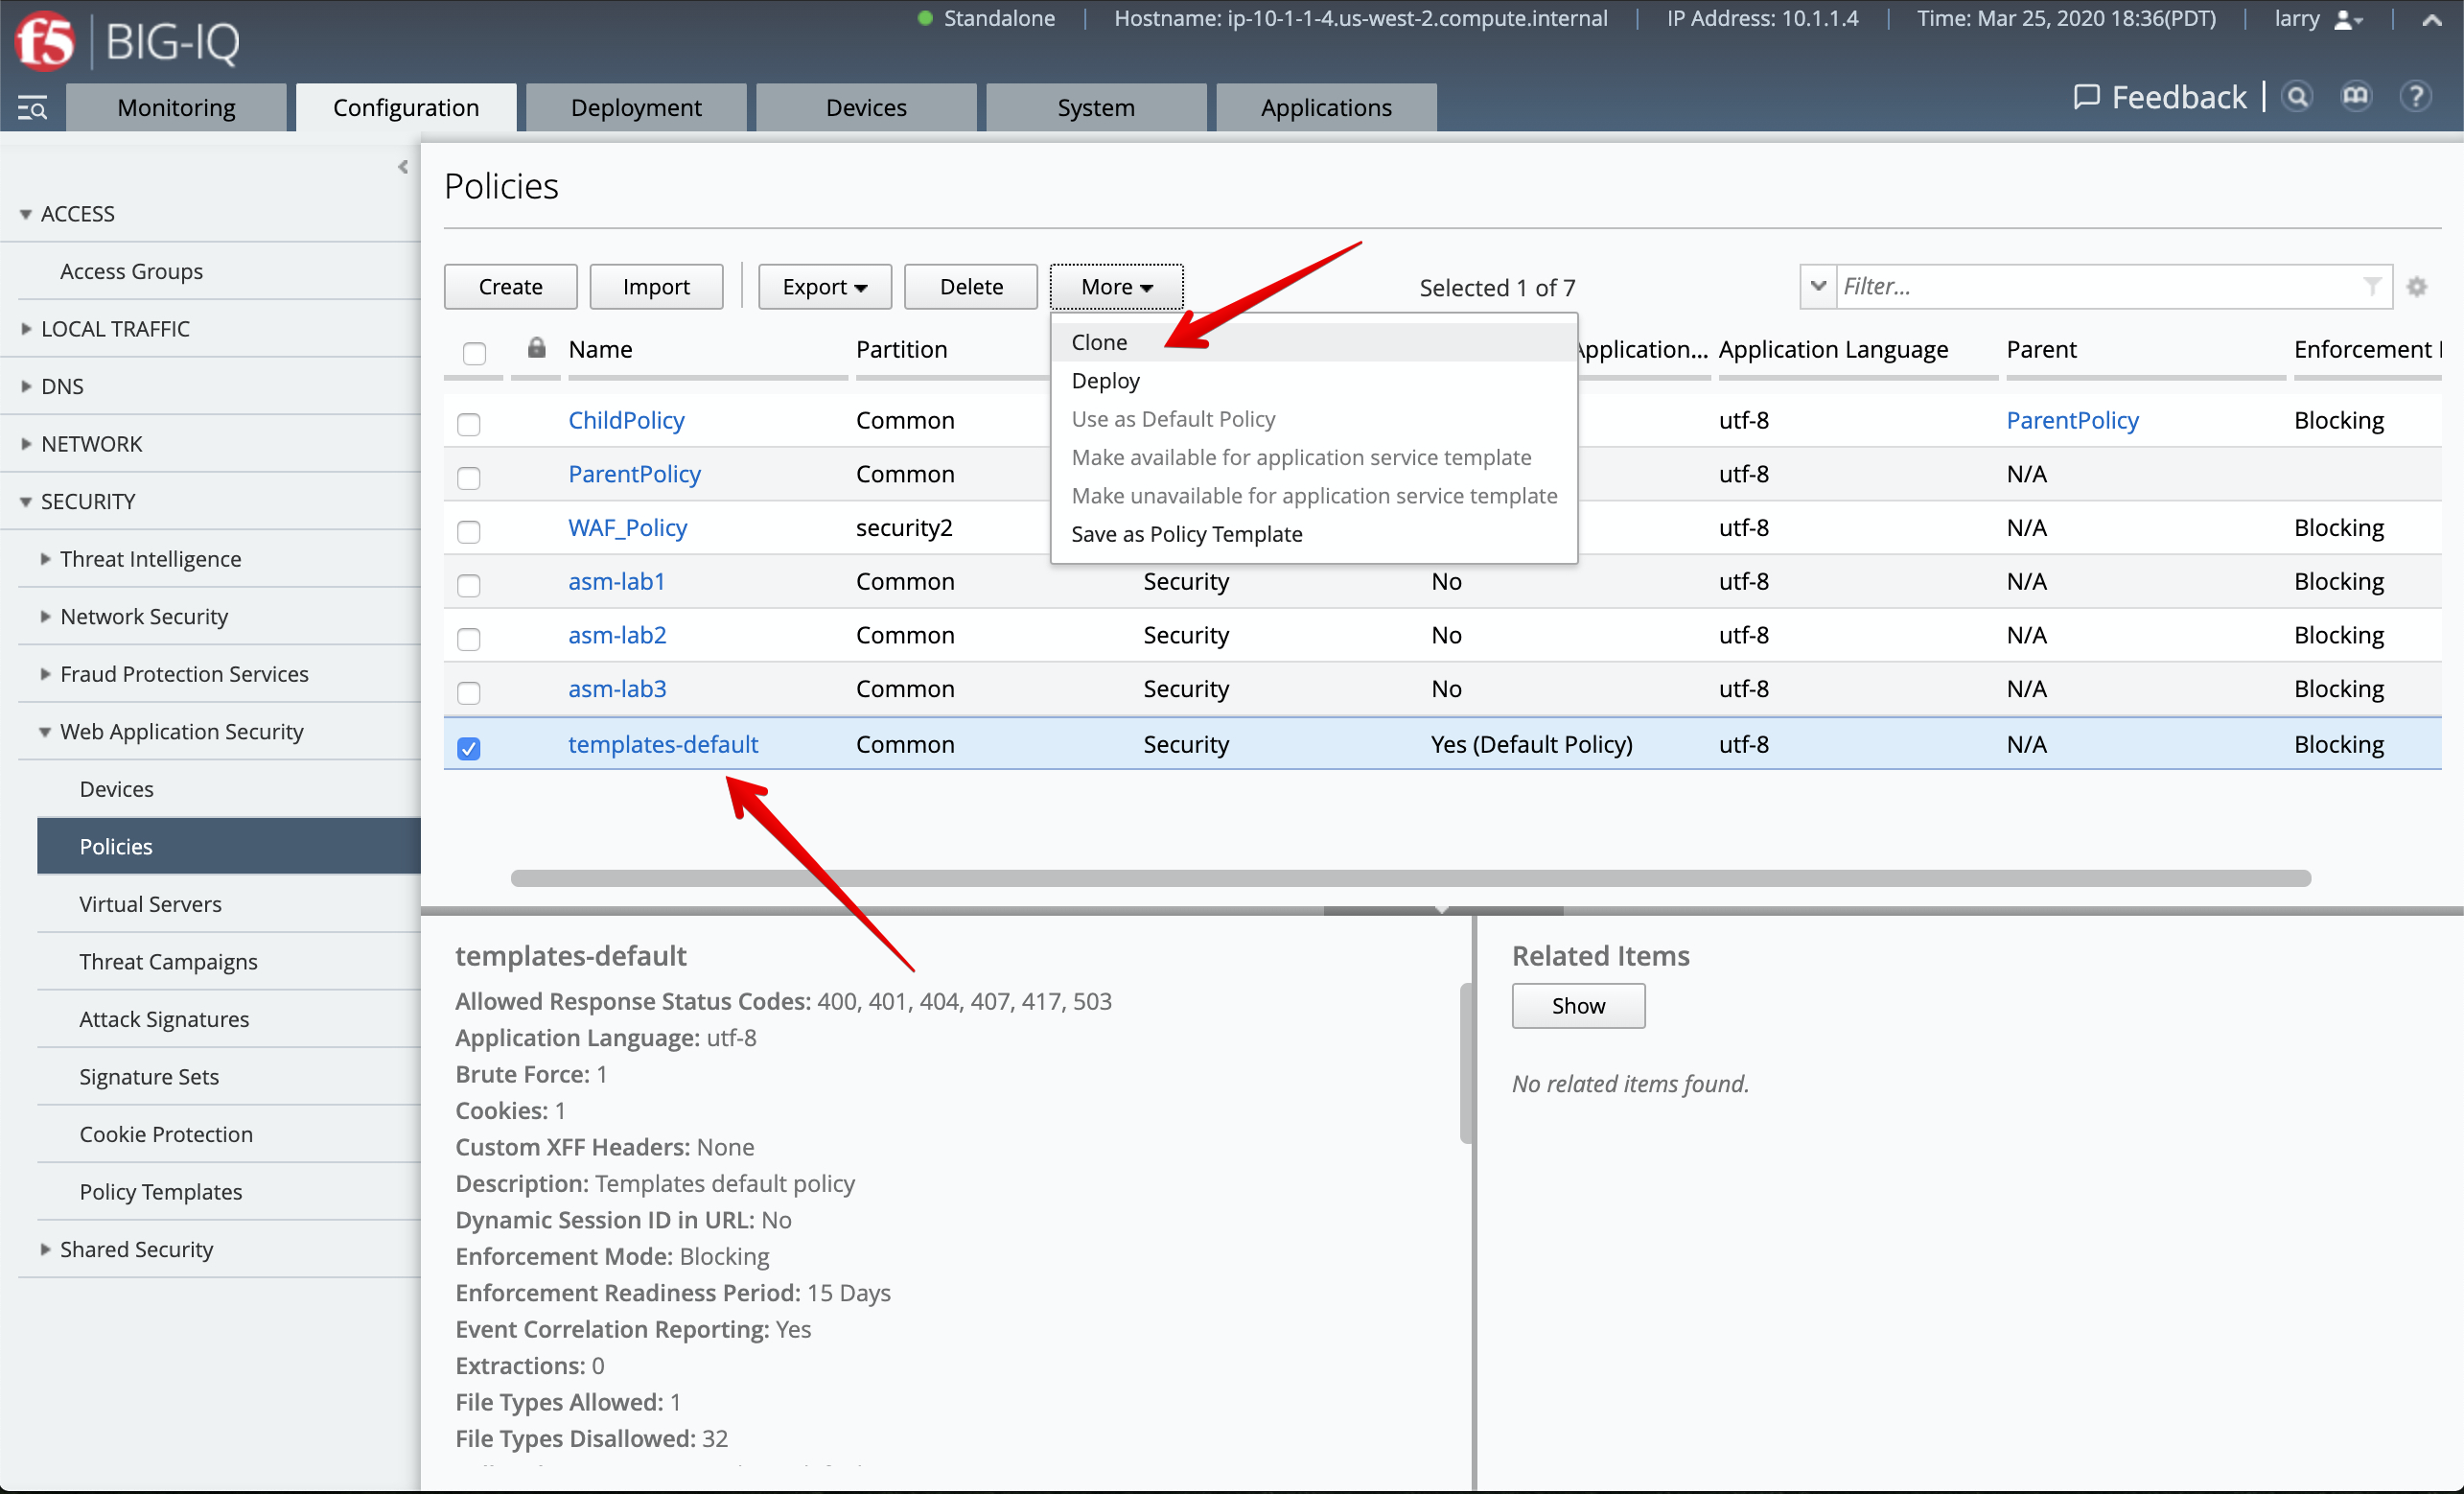 f5 BIG-IQ
Standalone | Hostname: ip-10-1-1-4.us-west-2.compute.internal | IP Address: 10.1.1.4 | Time: Mar 25, 2020 18:36(PDT) | larry
Monitoring Configuration Deployment Devices System Applications
Feedback
Policies
ACCESS
Access Groups
LOCAL TRAFFIC
DNS
NETWORK
SECURITY
Threat Intelligence
Network Security
Fraud Protection Services
Web Application Security
Devices
Policies
Virtual Servers
Threat Campaigns
Attack Signatures
Signature Sets
Cookie Protection
Policy Templates
Shared Security
Create Import Export Delete More Selected 1 of 7 Filter...
Clone
Deploy
Use as Default Policy
Make available for application service template
Make unavailable for application service template
Save as Policy Template
Name Partition Application... Application Language Parent Enforcement
ChildPolicy Common utf-8 ParentPolicy Blocking
ParentPolicy Common utf-8 N/A
WAF_Policy security2 utf-8 N/A Blocking
asm-lab1 Common Security No utf-8 N/A Blocking
asm-lab2 Common Security No utf-8 N/A Blocking
asm-lab3 Common Security No utf-8 N/A Blocking
templates-default Common Security Yes (Default Policy) utf-8 N/A Blocking
templates-default
Allowed Response Status Codes: 400, 401, 404, 407, 417, 503
Application Language: utf-8
Brute Force: 1
Cookies: 1
Custom XFF Headers: None
Description: Templates default policy
Dynamic Session ID in URL: No
Enforcement Mode: Blocking
Enforcement Readiness Period: 15 Days
Event Correlation Reporting: Yes
Extractions: 0
File Types Allowed: 1
File Types Disallowed: 32
Related Items
Show
No related items found.